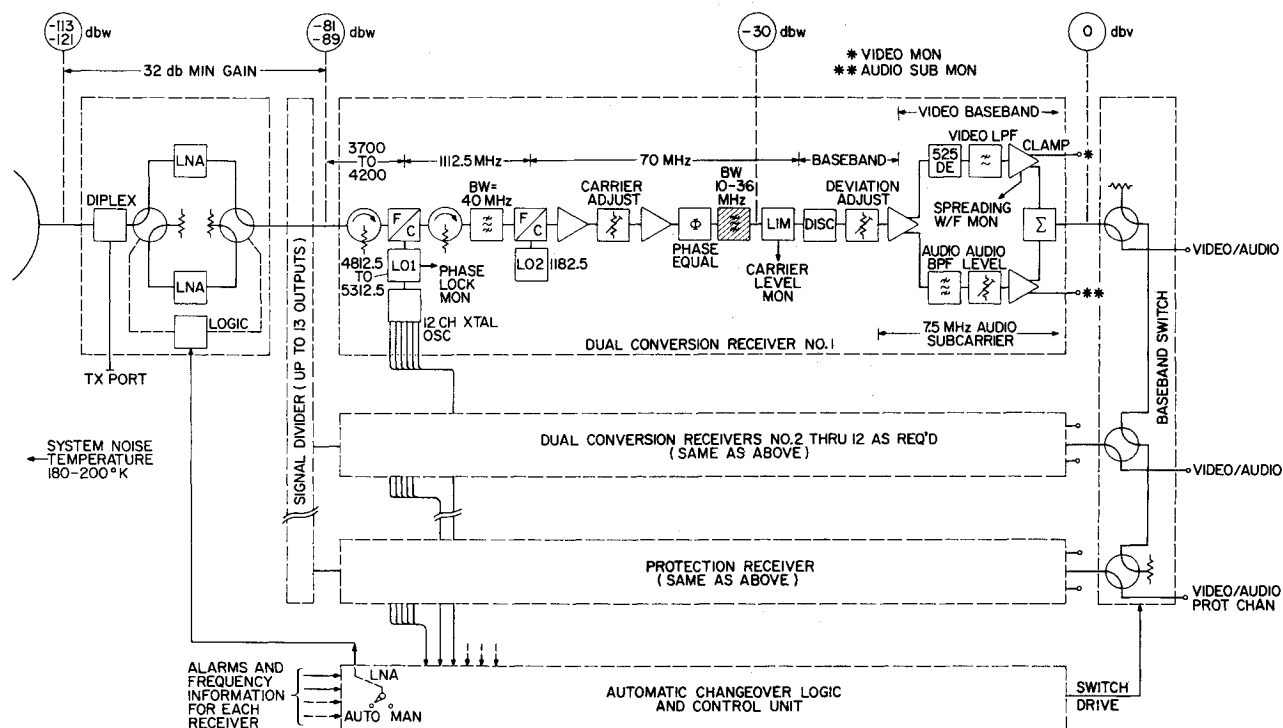 -113
-121
dbw
-81
-89
dbw
-30
dbw
0
dbv
* VIDEO MON
** AUDIO SUB MON
32 db MIN GAIN
VIDEO BASEBAND
3700
TO
4200
1112.5 MHz
70 MHz
BASEBAND
LNA
DIPLEX
LNA
LOGIC
TX PORT
SIGNAL DIVIDER (UP TO 13 OUTPUTS)
F
C
BW=
40 MHz
F
C
CARRIER
ADJUST
Φ
PHASE
EQUAL
BW
10-36
MHz
LIM
DISC
DEVIATION
ADJUST
525
DE
VIDEO LPF
CLAMP
*
SPREADING
W/F MON
Σ
4812.5
TO
5312.5
LO1
PHASE
LOCK
MON
LO2
1182.5
CARRIER
LEVEL
MON
AUDIO
BPF
AUDIO
LEVEL
**
12 CH XTAL
OSC
7.5 MHz AUDIO
SUBCARRIER
DUAL CONVERSION RECEIVER NO.1
BASEBAND SWITCH
VIDEO/AUDIO
SYSTEM NOISE
TEMPERATURE
180-200°K
DUAL CONVERSION RECEIVERS NO.2 THRU 12 AS REQ'D
(SAME AS ABOVE)
VIDEO/AUDIO
PROTECTION RECEIVER
(SAME AS ABOVE)
VIDEO/AUDIO
PROT CHAN
ALARMS AND
FREQUENCY
INFORMATION
FOR EACH
RECEIVER
LNA
AUTO MAN
AUTOMATIC CHANGEOVER LOGIC
AND CONTROL UNIT
SWITCH
DRIVE